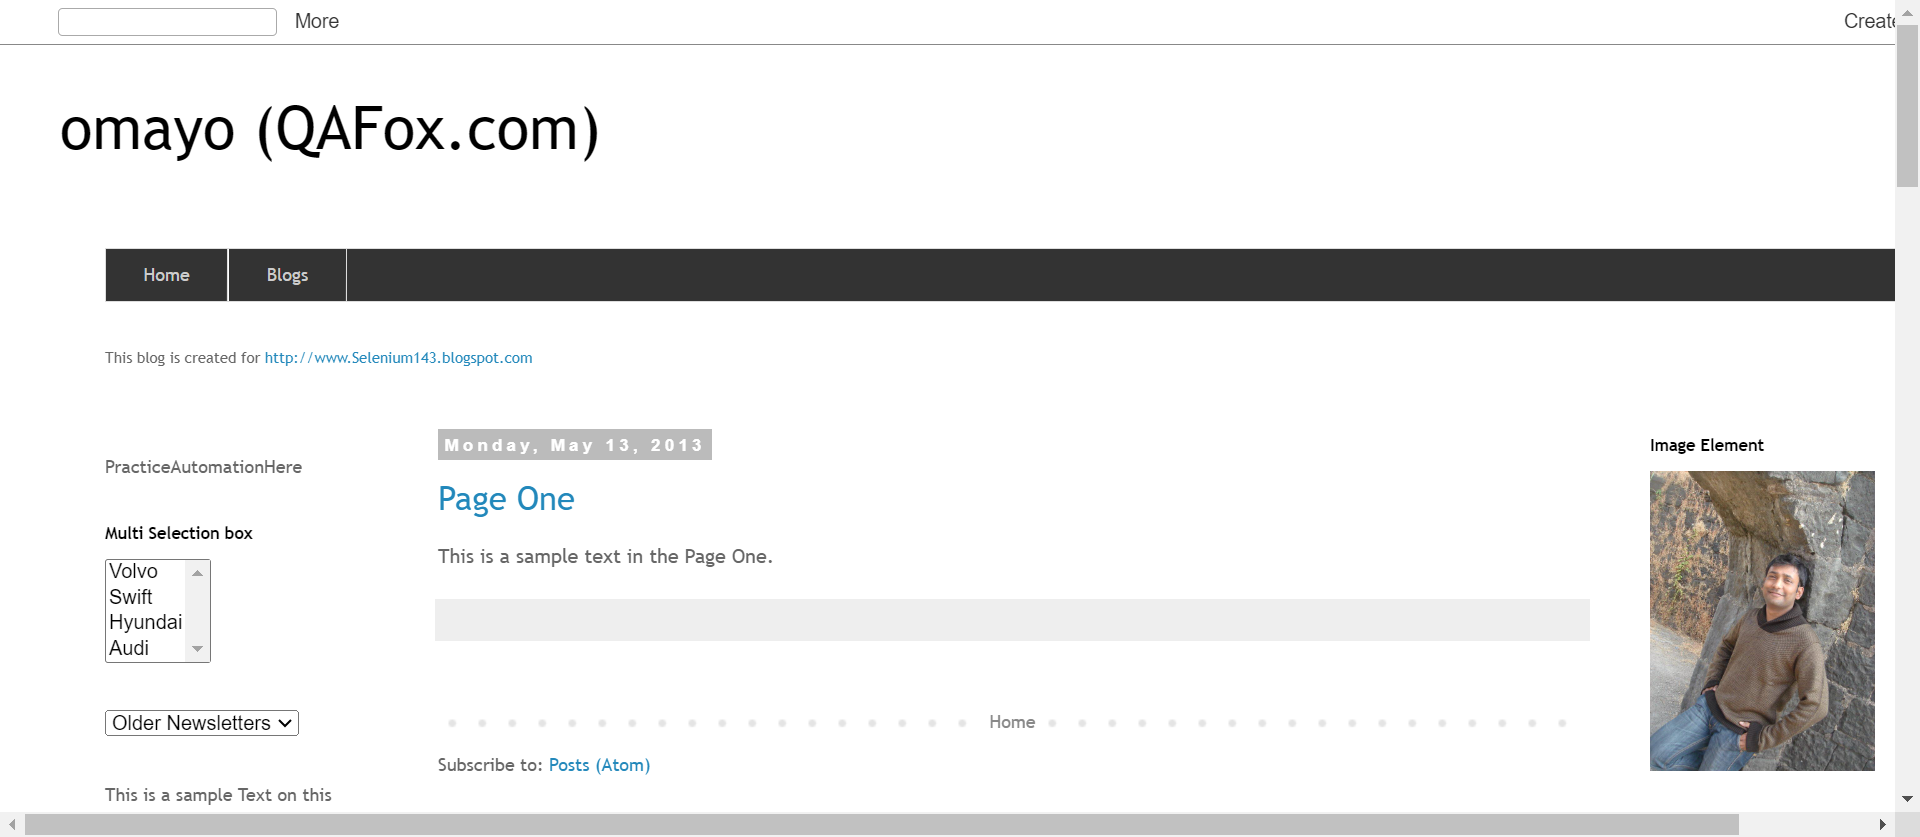 More
Create
omayo (QAFox.com)
Home
Blogs
This blog is created for http://www.Selenium143.blogspot.com
PracticeAutomationHere
Multi Selection box
Volvo
Swift
Hyundai
Audi
Older Newsletters
This is a sample Text on this
Monday, May 13, 2013
Page One
This is a sample text in the Page One.
Home
Subscribe to: Posts (Atom)
Image Element